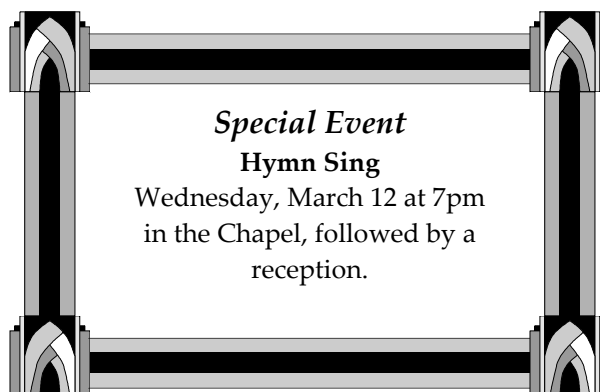 Special Event
Hymn Sing
Wednesday, March 12 at 7pm
in the Chapel, followed by a
reception.